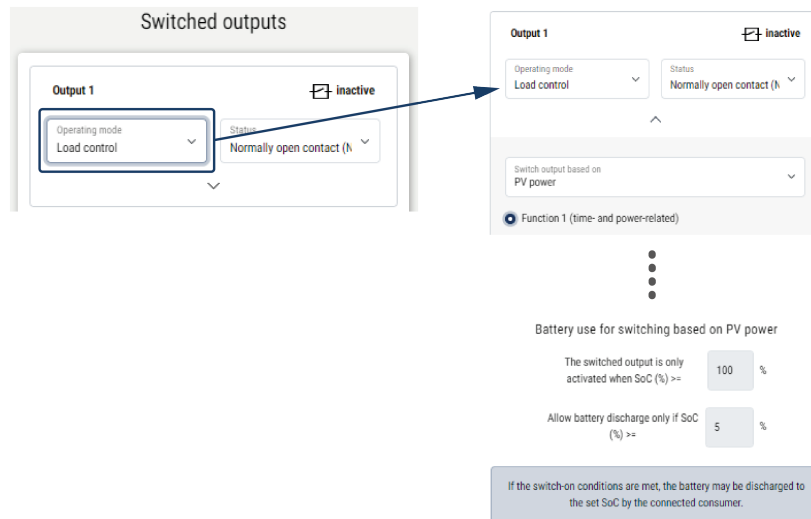 Switched outputs
Output 1
inactive
Operating mode
Load control
Status
Normally open contact (N
Output 1
inactive
Operating mode
Load control
Status
Normally open contact (N
Switch output based on
PV power
Function 1 (time- and power-related)
Battery use for switching based on PV power
The switched output is only
activated when SoC (%) >=
100 %
Allow battery discharge only if SoC
(%) >=
5 %
If the switch-on conditions are met, the battery may be discharged to
the set SoC by the connected consumer.